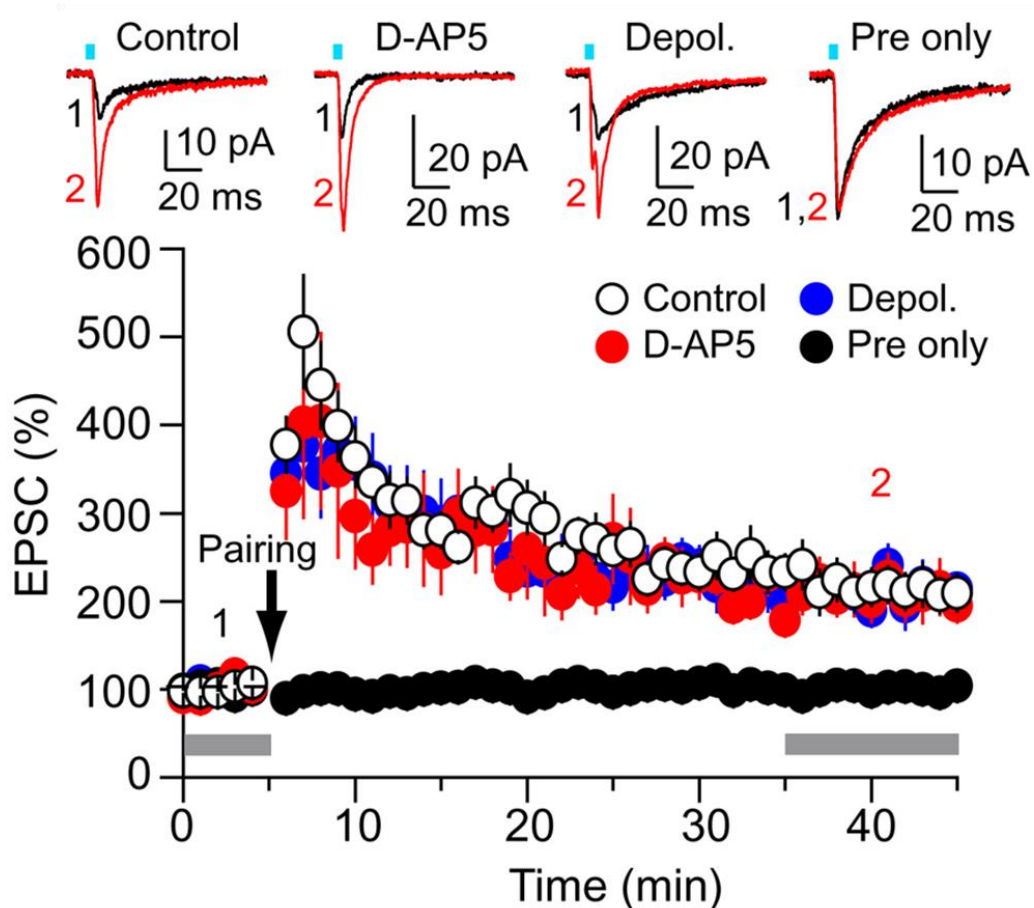 Control D-AP5 Depol. Pre only
1 1 1
10 pA 20 pA 20 pA 10 pA
2 2 2 1,2
20 ms 20 ms 20 ms 20 ms
600
Control Depol.
D-AP5 Pre only
500
400
300
2
Pairing
200
1
100
0
EPSC (%)
0 10 20 30 40
Time (min)